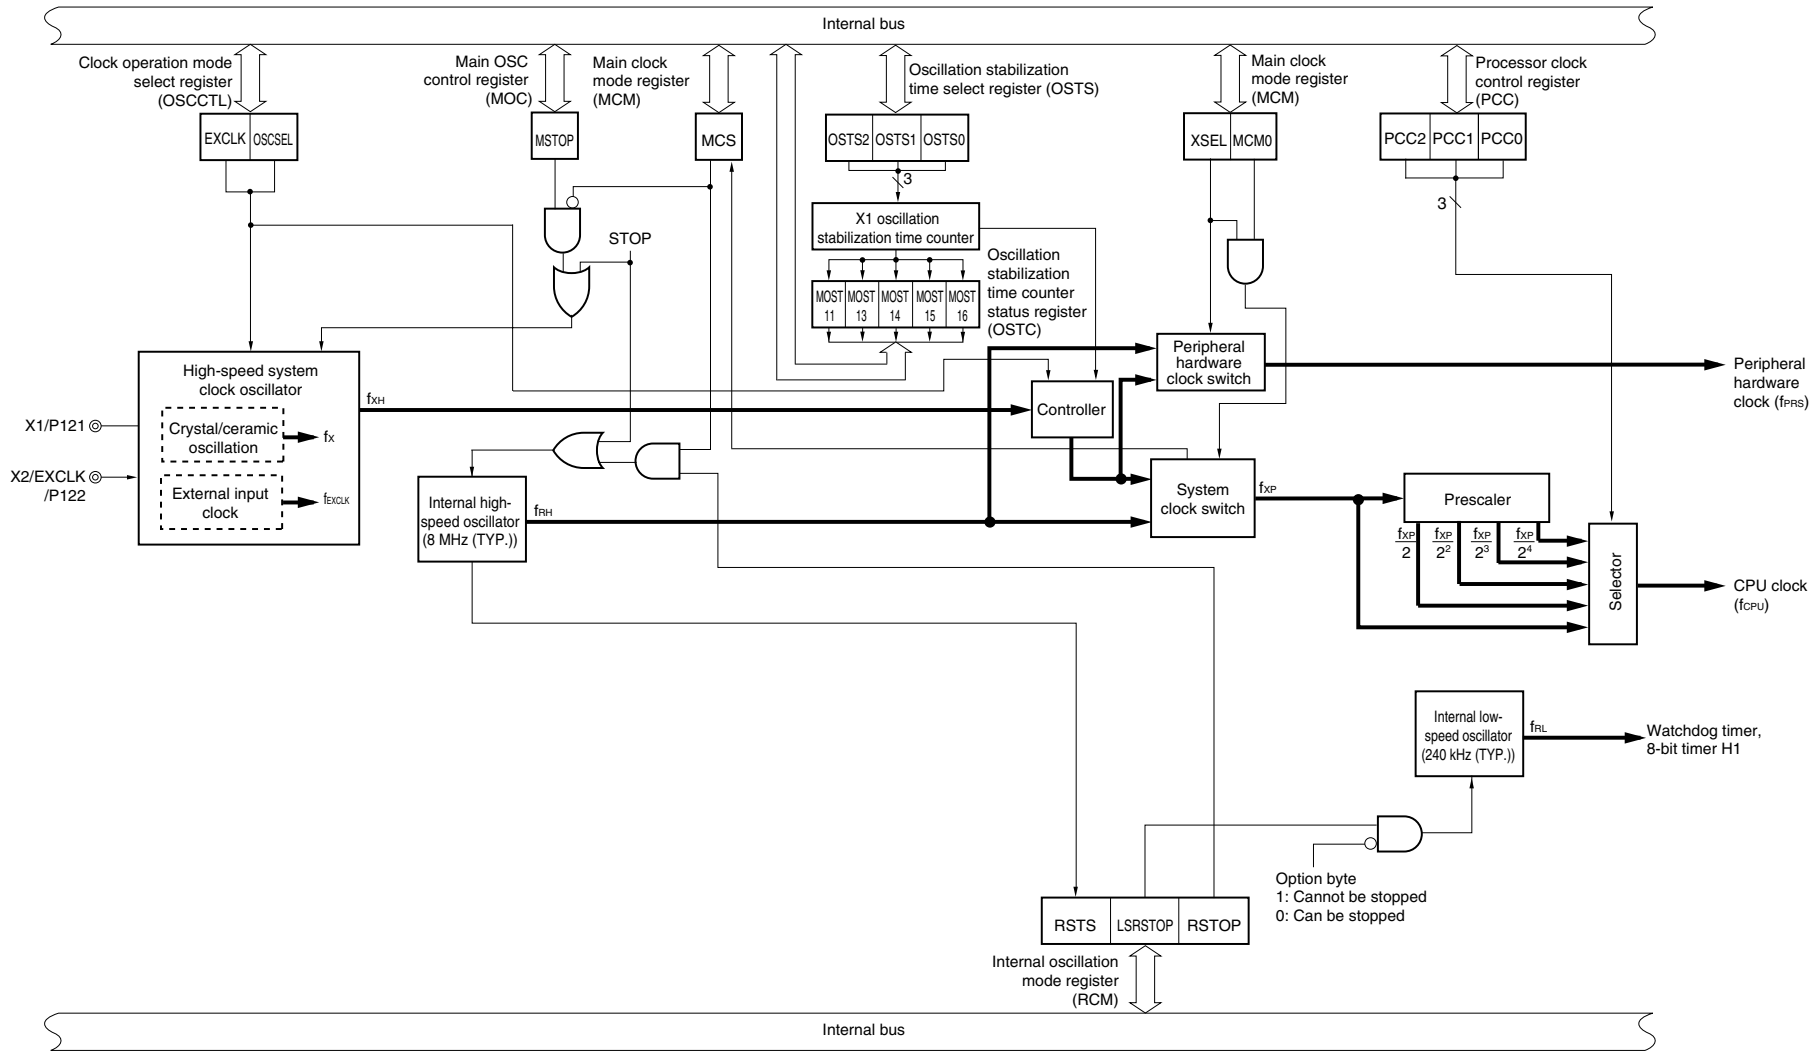 Internal bus
Clock operation mode
select register
(OSCCTL)
Main OSC
control register
(MOC)
Main clock
mode register
(MCM)
Oscillation stabilization
time select register (OSTS)
Main clock
mode register
(MCM)
Processor clock
control register
(PCC)
EXCLK OSCSEL
MSTOP
MCS
OSTS2 OSTS1 OSTS0
XSEL MCM0
PCC2 PCC1 PCC0
3
3
STOP
X1 oscillation
stabilization time counter
Oscillation
stabilization
time counter
status register
(OSTC)
MOST MOST MOST MOST MOST
11 13 14 15 16
High-speed system
clock oscillator
Crystal/ceramic
oscillation
fX
External input
clock
fEXCLK
X1/P121
X2/EXCLK
/P122
fXH
Controller
Peripheral
hardware
clock switch
Peripheral
hardware
clock (fPRS)
Internal high-
speed oscillator
(8 MHz (TYP.))
fRH
System
clock switch
fXP
Prescaler
fXP fXP fXP fXP
2 2² 2³ 2⁴
Selector
CPU clock
(fCPU)
Internal low-
speed oscillator
(240 kHz (TYP.))
fRL
Watchdog timer,
8-bit timer H1
Option byte
1: Cannot be stopped
0: Can be stopped
RSTS LSRSTOP RSTOP
Internal oscillation
mode register
(RCM)
Internal bus